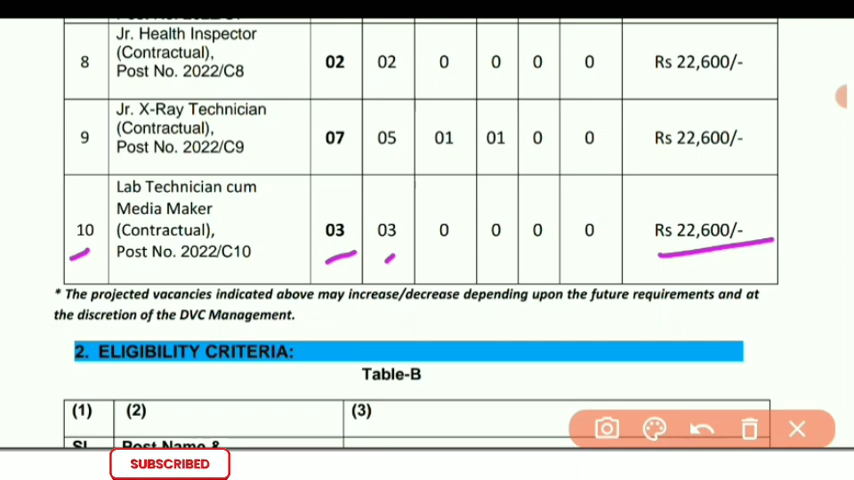 8 Jr. Health Inspector (Contractual), Post No. 2022/C8 02 02 0 0 0 0 Rs 22,600/-
9 Jr. X-Ray Technician (Contractual), Post No. 2022/C9 07 05 01 01 0 0 Rs 22,600/-
10 Lab Technician cum Media Maker (Contractual), Post No. 2022/C10 03 03 0 0 0 0 Rs 22,600/-
* The projected vacancies indicated above may increase/decrease depending upon the future requirements and at
the discretion of the DVC Management.
2. ELIGIBILITY CRITERIA:
Table-B
(1) (2) (3)
SUBSCRIBED